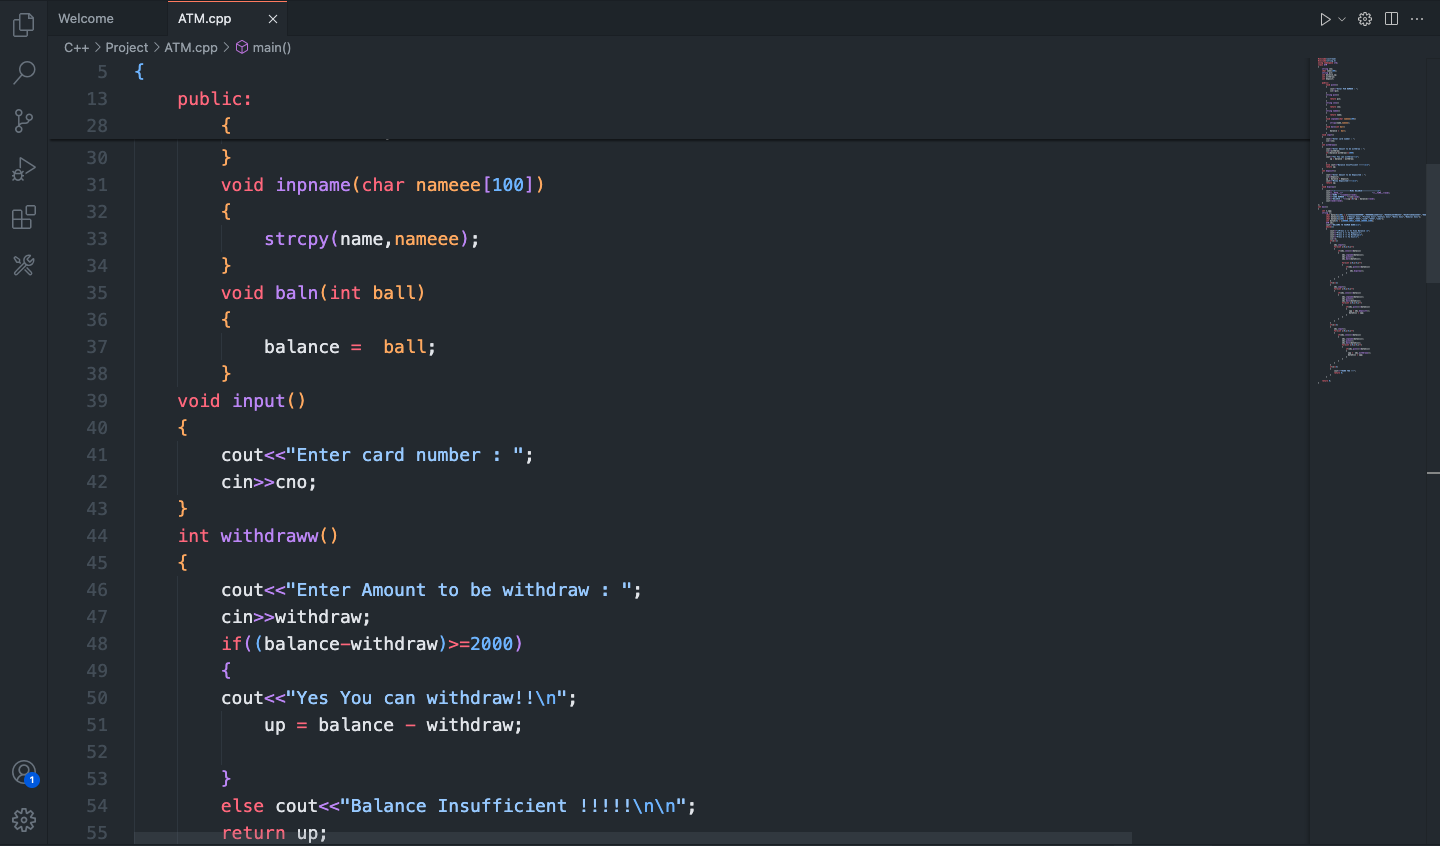 Welcome
ATM.cpp
C++ > Project > ATM.cpp > main()
5 {
13 public:
28 {
30 }
31 void inpname(char nameee[100])
32 {
33 strcpy(name,nameee);
34 }
35 void baln(int ball)
36 {
37 balance =  ball;
38 }
39 void input()
40 {
41 cout<<"Enter card number : ";
42 cin>>cno;
43 }
44 int withdraww()
45 {
46 cout<<"Enter Amount to be withdraw : ";
47 cin>>withdraw;
48 if((balance-withdraw)>=2000)
49 {
50 cout<<"Yes You can withdraw!!\n";
51 up = balance - withdraw;
52
53 }
54 else cout<<"Balance Insufficient !!!!!\n\n";
55 return up;
1